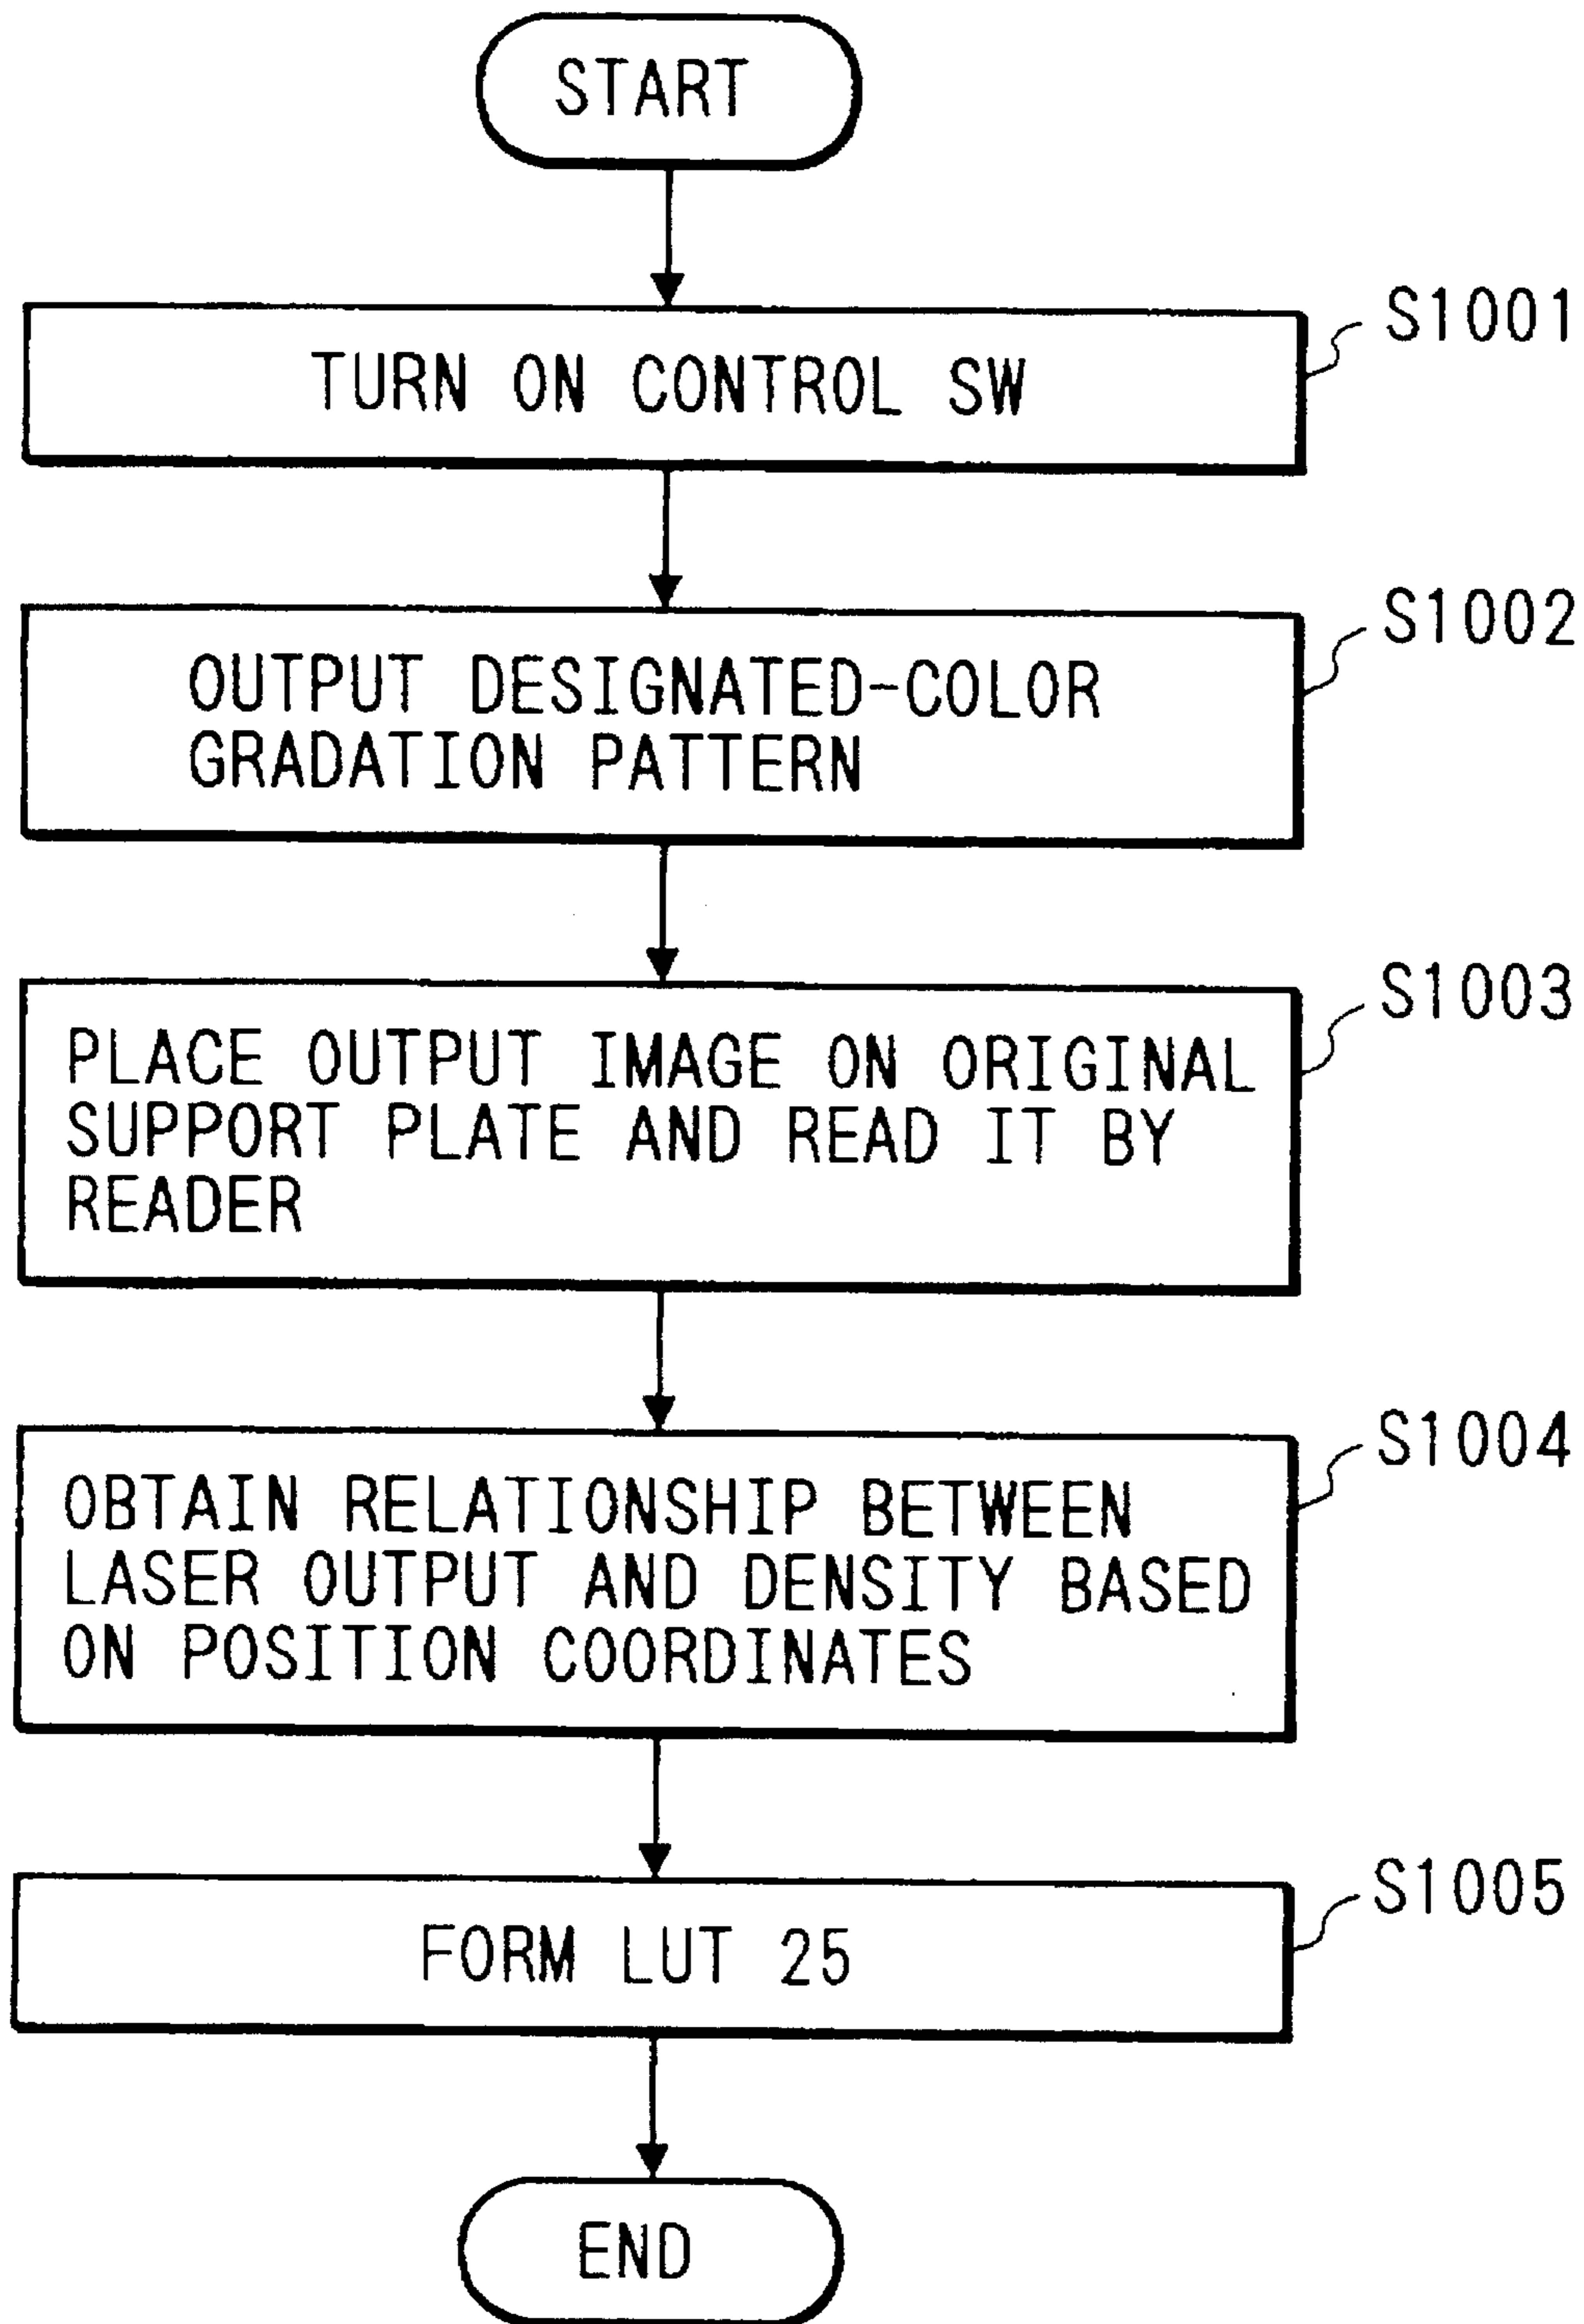 START
S1001
TURN ON CONTROL SW
S1002
OUTPUT DESIGNATED-COLOR
GRADATION PATTERN
S1003
PLACE OUTPUT IMAGE ON ORIGINAL
SUPPORT PLATE AND READ IT BY
READER
S1004
OBTAIN RELATIONSHIP BETWEEN
LASER OUTPUT AND DENSITY BASED
ON POSITION COORDINATES
S1005
FORM LUT 25
END